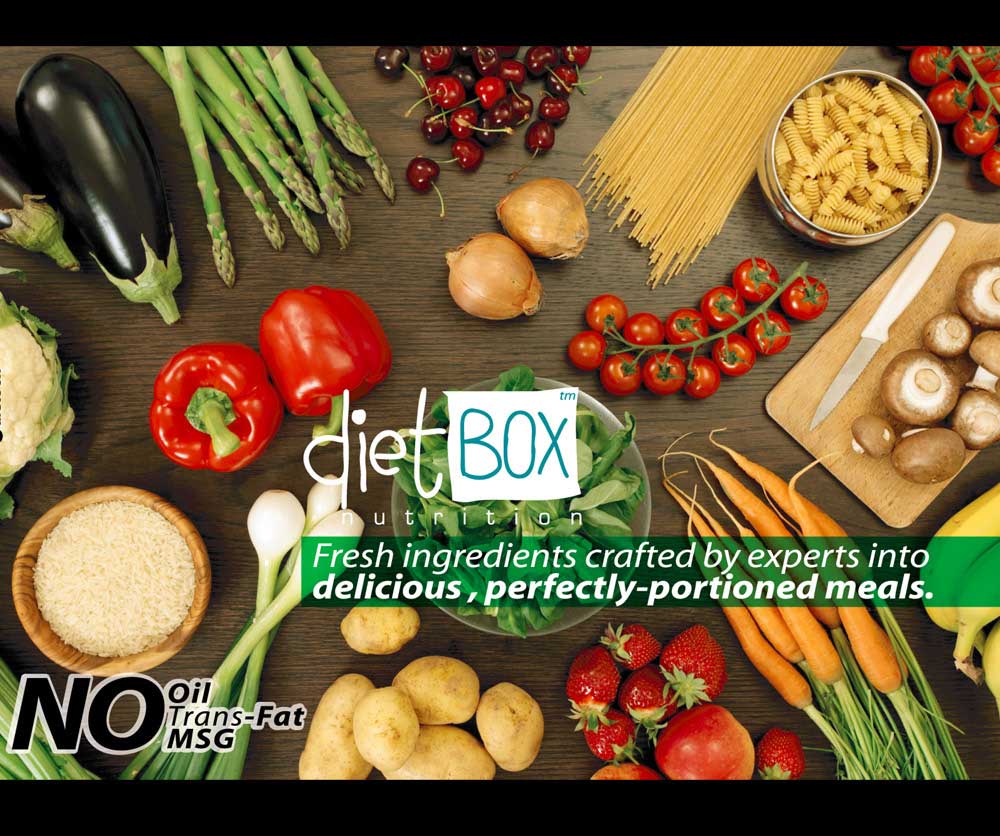 diet BOX tm
nutrition
Fresh ingredients crafted by experts into
delicious , perfectly-portioned meals.
NO Oil
Trans-Fat
MSG